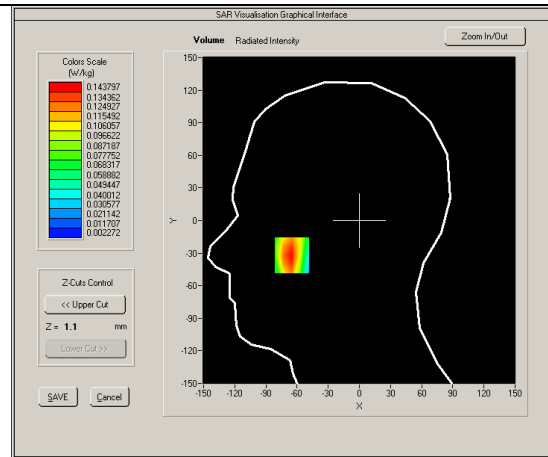 SAR Visualisation Graphical Interface
Volume Radiated Intensity
Zoom In/Out
Colors Scale
(W/kg)
0.143797
0.134362
0.124927
0.115492
0.106057
0.096622
0.087187
0.077752
0.068317
0.058882
0.049447
0.040012
0.030577
0.021142
0.011707
0.002272
Z-Cuts Control
<< Upper Cut
Z = 1.1 mm
Lower Cut >>
SAVE Cancel
150-
120-
90-
60-
30-
0-
-30-
-60-
-90-
-120-
-150-
Y
-150 -120 -90 -60 -30 0 30 60 90 120 150
X